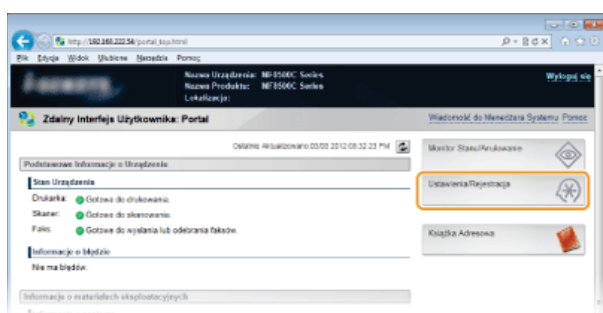 http://192.168.222.54/portal_top.html
Plik Edycja Widok Ulubione Narzędzia Pomoc
Nazwa Urządzenia: MF8500C Series
Nazwa Produktu: MF8500C Series
Lokalizacja:
Wyloguj się
Zdalny Interfejs Użytkownika: Portal
Wiadomość do Menedżera Systemu Pomoc
Ostatnio Aktualizowano: 03/08 2012 08:32:23 PM
Podstawowe Informacje o Urządzeniu
Stan Urządzenia
Drukarka: Gotowe do drukowania.
Skaner: Gotowe do skanowania.
Faks: Gotowe do wysłania lub odebrania faksów.
Informacje o błędzie
Nie ma błędów.
Informacje o materiałach eksploatacyjnych
Monitor Stanu/Anulowanie
Ustawienia/Rejestracja
Książka Adresowa